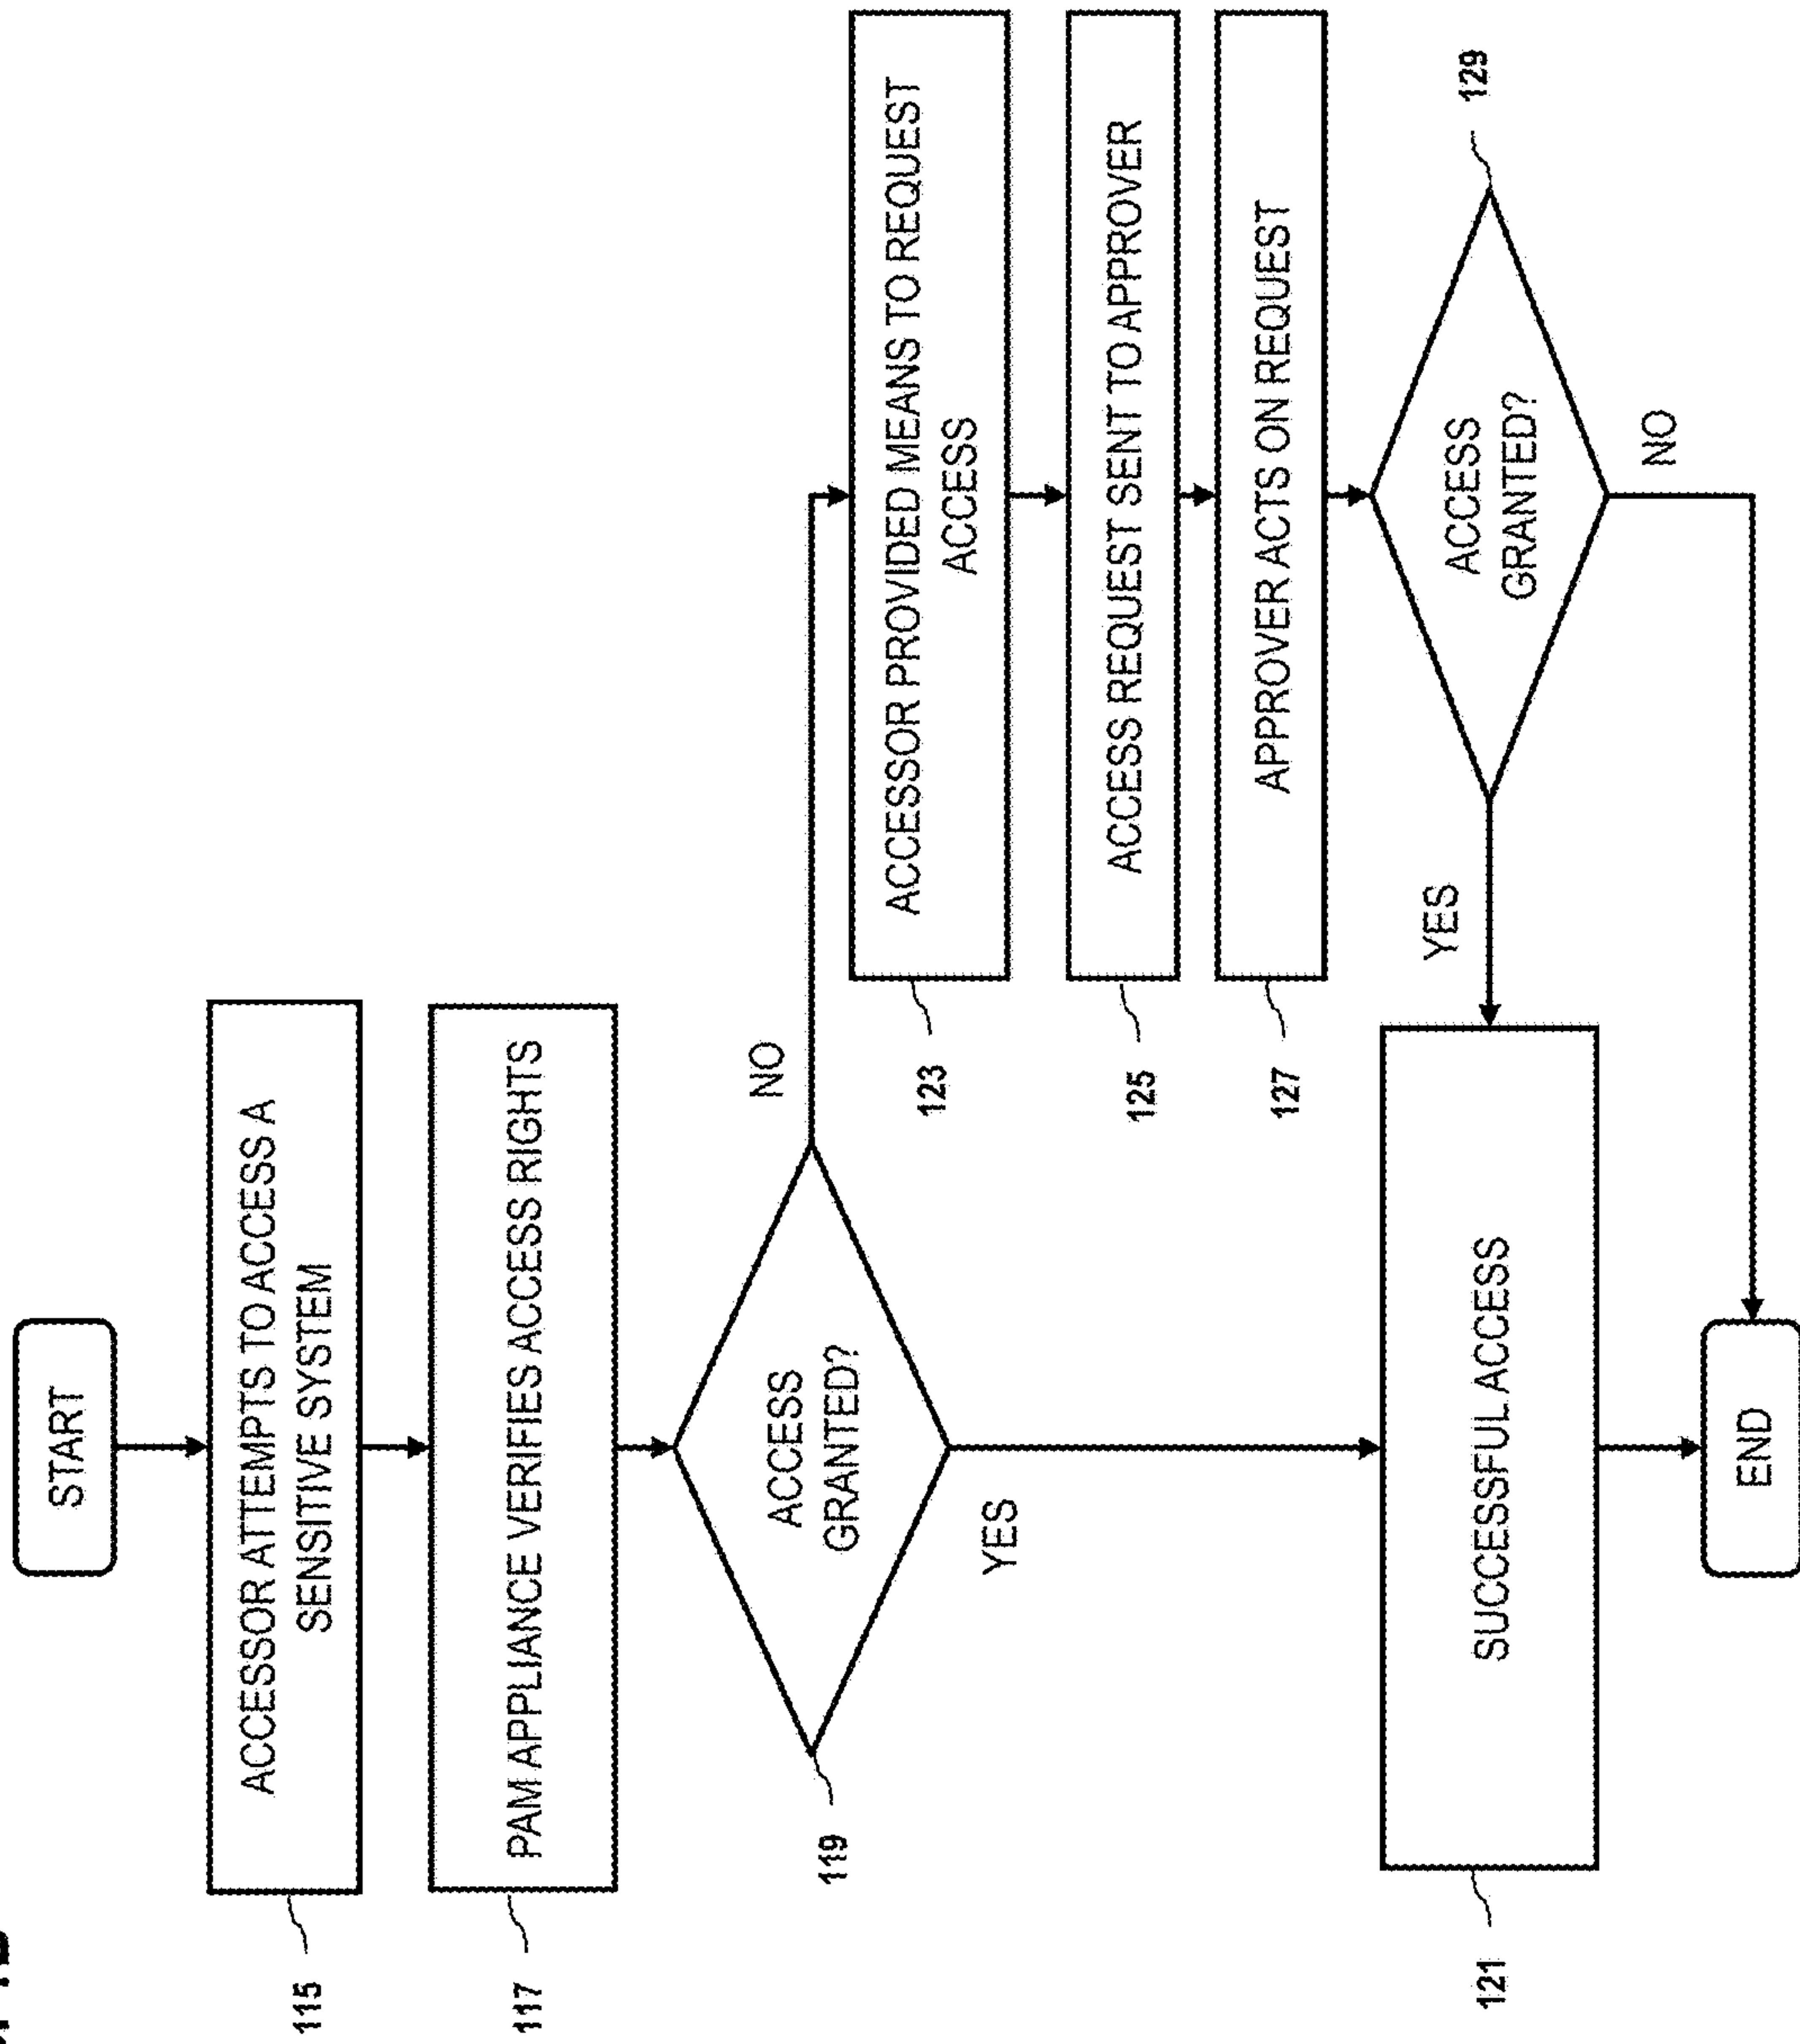 START
115
ACCESSOR ATTEMPTS TO ACCESS A
SENSITIVE SYSTEM
117
PAM APPLIANCE VERIFIES ACCESS RIGHTS
119
ACCESS
GRANTED?
NO
YES
123
ACCESSOR PROVIDED MEANS TO REQUEST
ACCESS
125
ACCESS REQUEST SENT TO APPROVER
127
APPROVER ACTS ON REQUEST
129
ACCESS
GRANTED?
YES
NO
121
SUCCESSFUL ACCESS
END